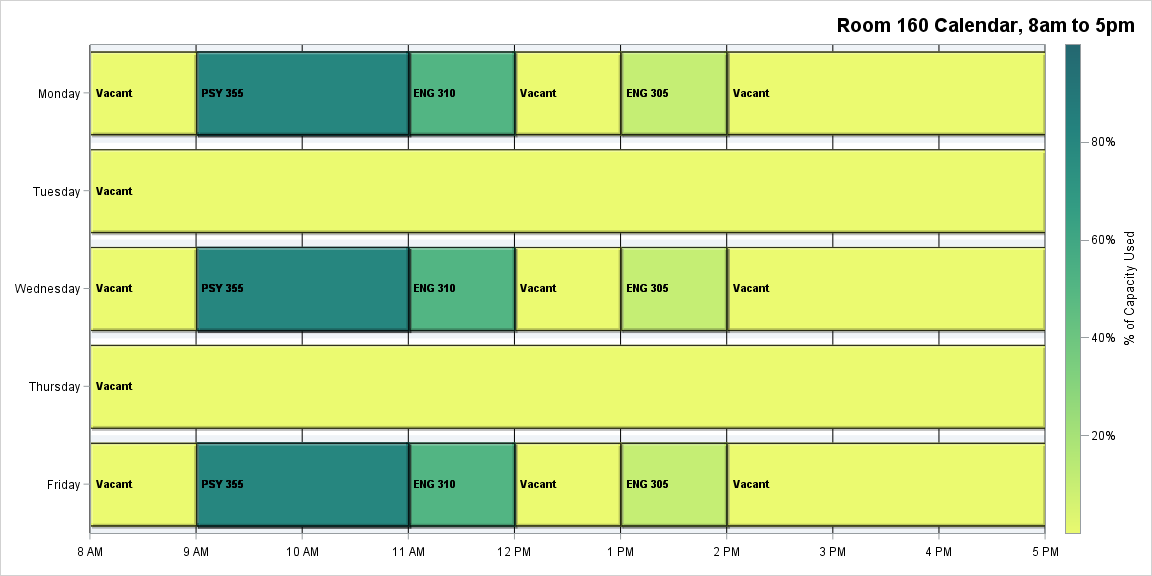 Room 160 Calendar, 8am to 5pm
Monday
Vacant
PSY 355
ENG 310
Vacant
ENG 305
Vacant
Tuesday
Vacant
Wednesday
Vacant
PSY 355
ENG 310
Vacant
ENG 305
Vacant
Thursday
Vacant
Friday
Vacant
PSY 355
ENG 310
Vacant
ENG 305
Vacant
8 AM
9 AM
10 AM
11 AM
12 PM
1 PM
2 PM
3 PM
4 PM
5 PM
80%
60%
40%
20%
% of Capacity Used